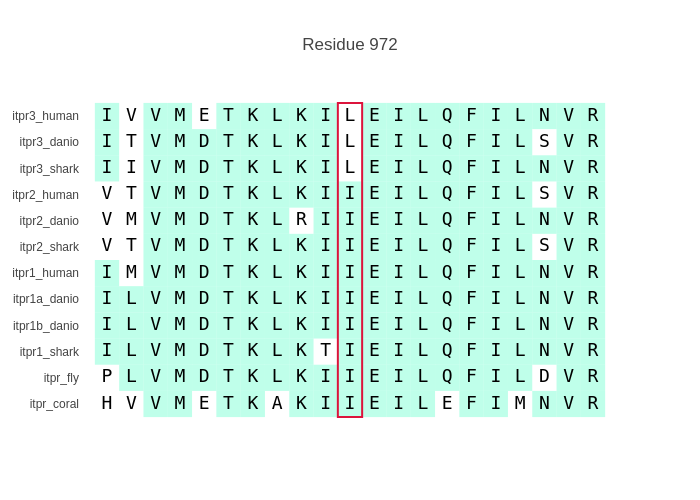 Residue 972
itpr3_human I V V M E T K L K I L E I L Q F I L N V R
itpr3_danio I T V M D T K L K I L E I L Q F I L S V R
itpr3_shark I I V M D T K L K I L E I L Q F I L N V R
itpr2_human V T V M D T K L K I I E I L Q F I L S V R
itpr2_danio V M V M D T K L R I I E I L Q F I L N V R
itpr2_shark V T V M D T K L K I I E I L Q F I L S V R
itpr1_human I M V M D T K L K I I E I L Q F I L N V R
itpr1a_danio I L V M D T K L K I I E I L Q F I L N V R
itpr1b_danio I L V M D T K L K I I E I L Q F I L N V R
itpr1_shark I L V M D T K L K T I E I L Q F I L N V R
itpr_fly P L V M D T K L K I I E I L Q F I L D V R
itpr_coral H V V M E T K A K I I E I L E F I M N V R